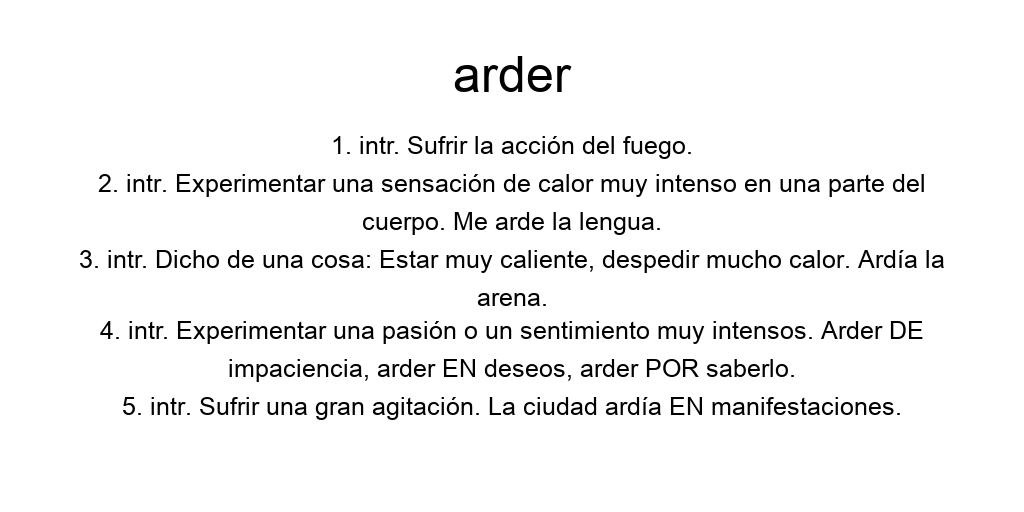 arder
1. intr. Sufrir la acción del fuego.
2. intr. Experimentar una sensación de calor muy intenso en una parte del
cuerpo. Me arde la lengua.
3. intr. Dicho de una cosa: Estar muy caliente, despedir mucho calor. Ardía la
arena.
4. intr. Experimentar una pasión o un sentimiento muy intensos. Arder DE
impaciencia, arder EN deseos, arder POR saberlo.
5. intr. Sufrir una gran agitación. La ciudad ardía EN manifestaciones.